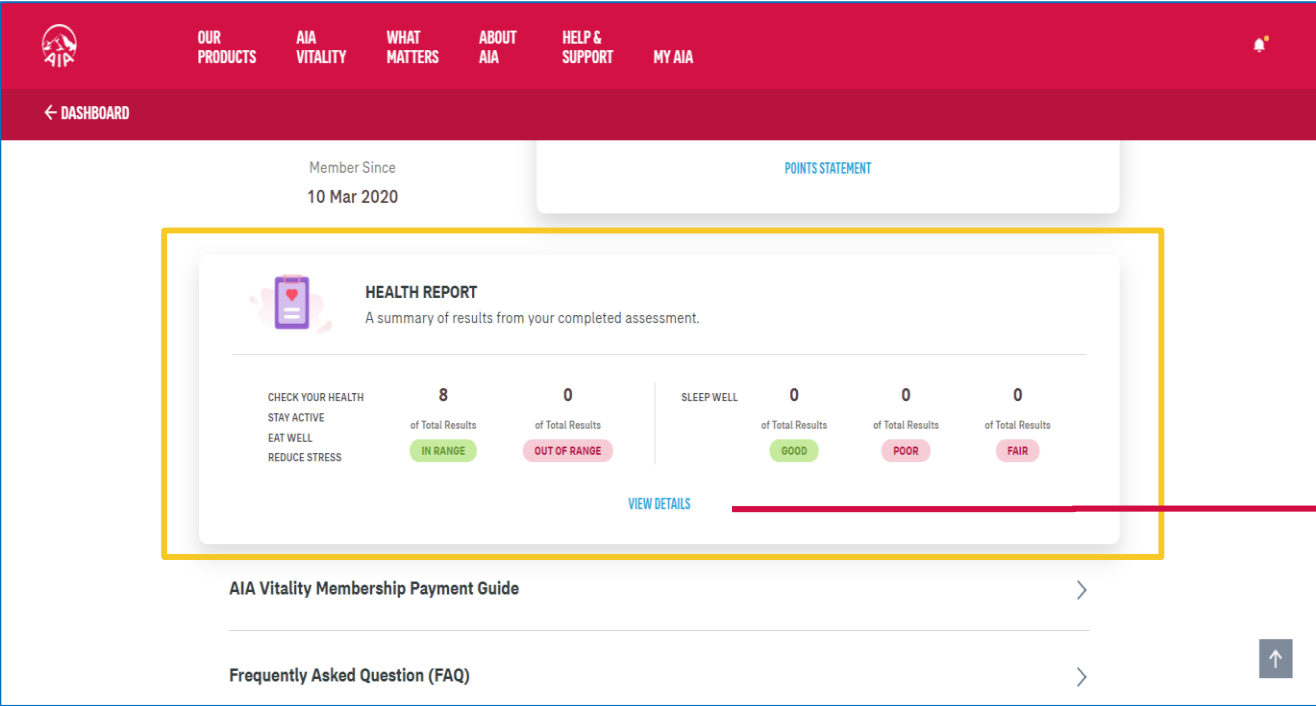 AIA
OUR PRODUCTS
AIA VITALITY
WHAT MATTERS
ABOUT AIA
HELP & SUPPORT
MY AIA
← DASHBOARD
Member Since
10 Mar 2020
POINTS STATEMENT
HEALTH REPORT
A summary of results from your completed assessment.
CHECK YOUR HEALTH
STAY ACTIVE
EAT WELL
REDUCE STRESS
8
of Total Results
IN RANGE
0
of Total Results
OUT OF RANGE
SLEEP WELL
0
of Total Results
GOOD
0
of Total Results
POOR
0
of Total Results
FAIR
VIEW DETAILS
AIA Vitality Membership Payment Guide
Frequently Asked Question (FAQ)